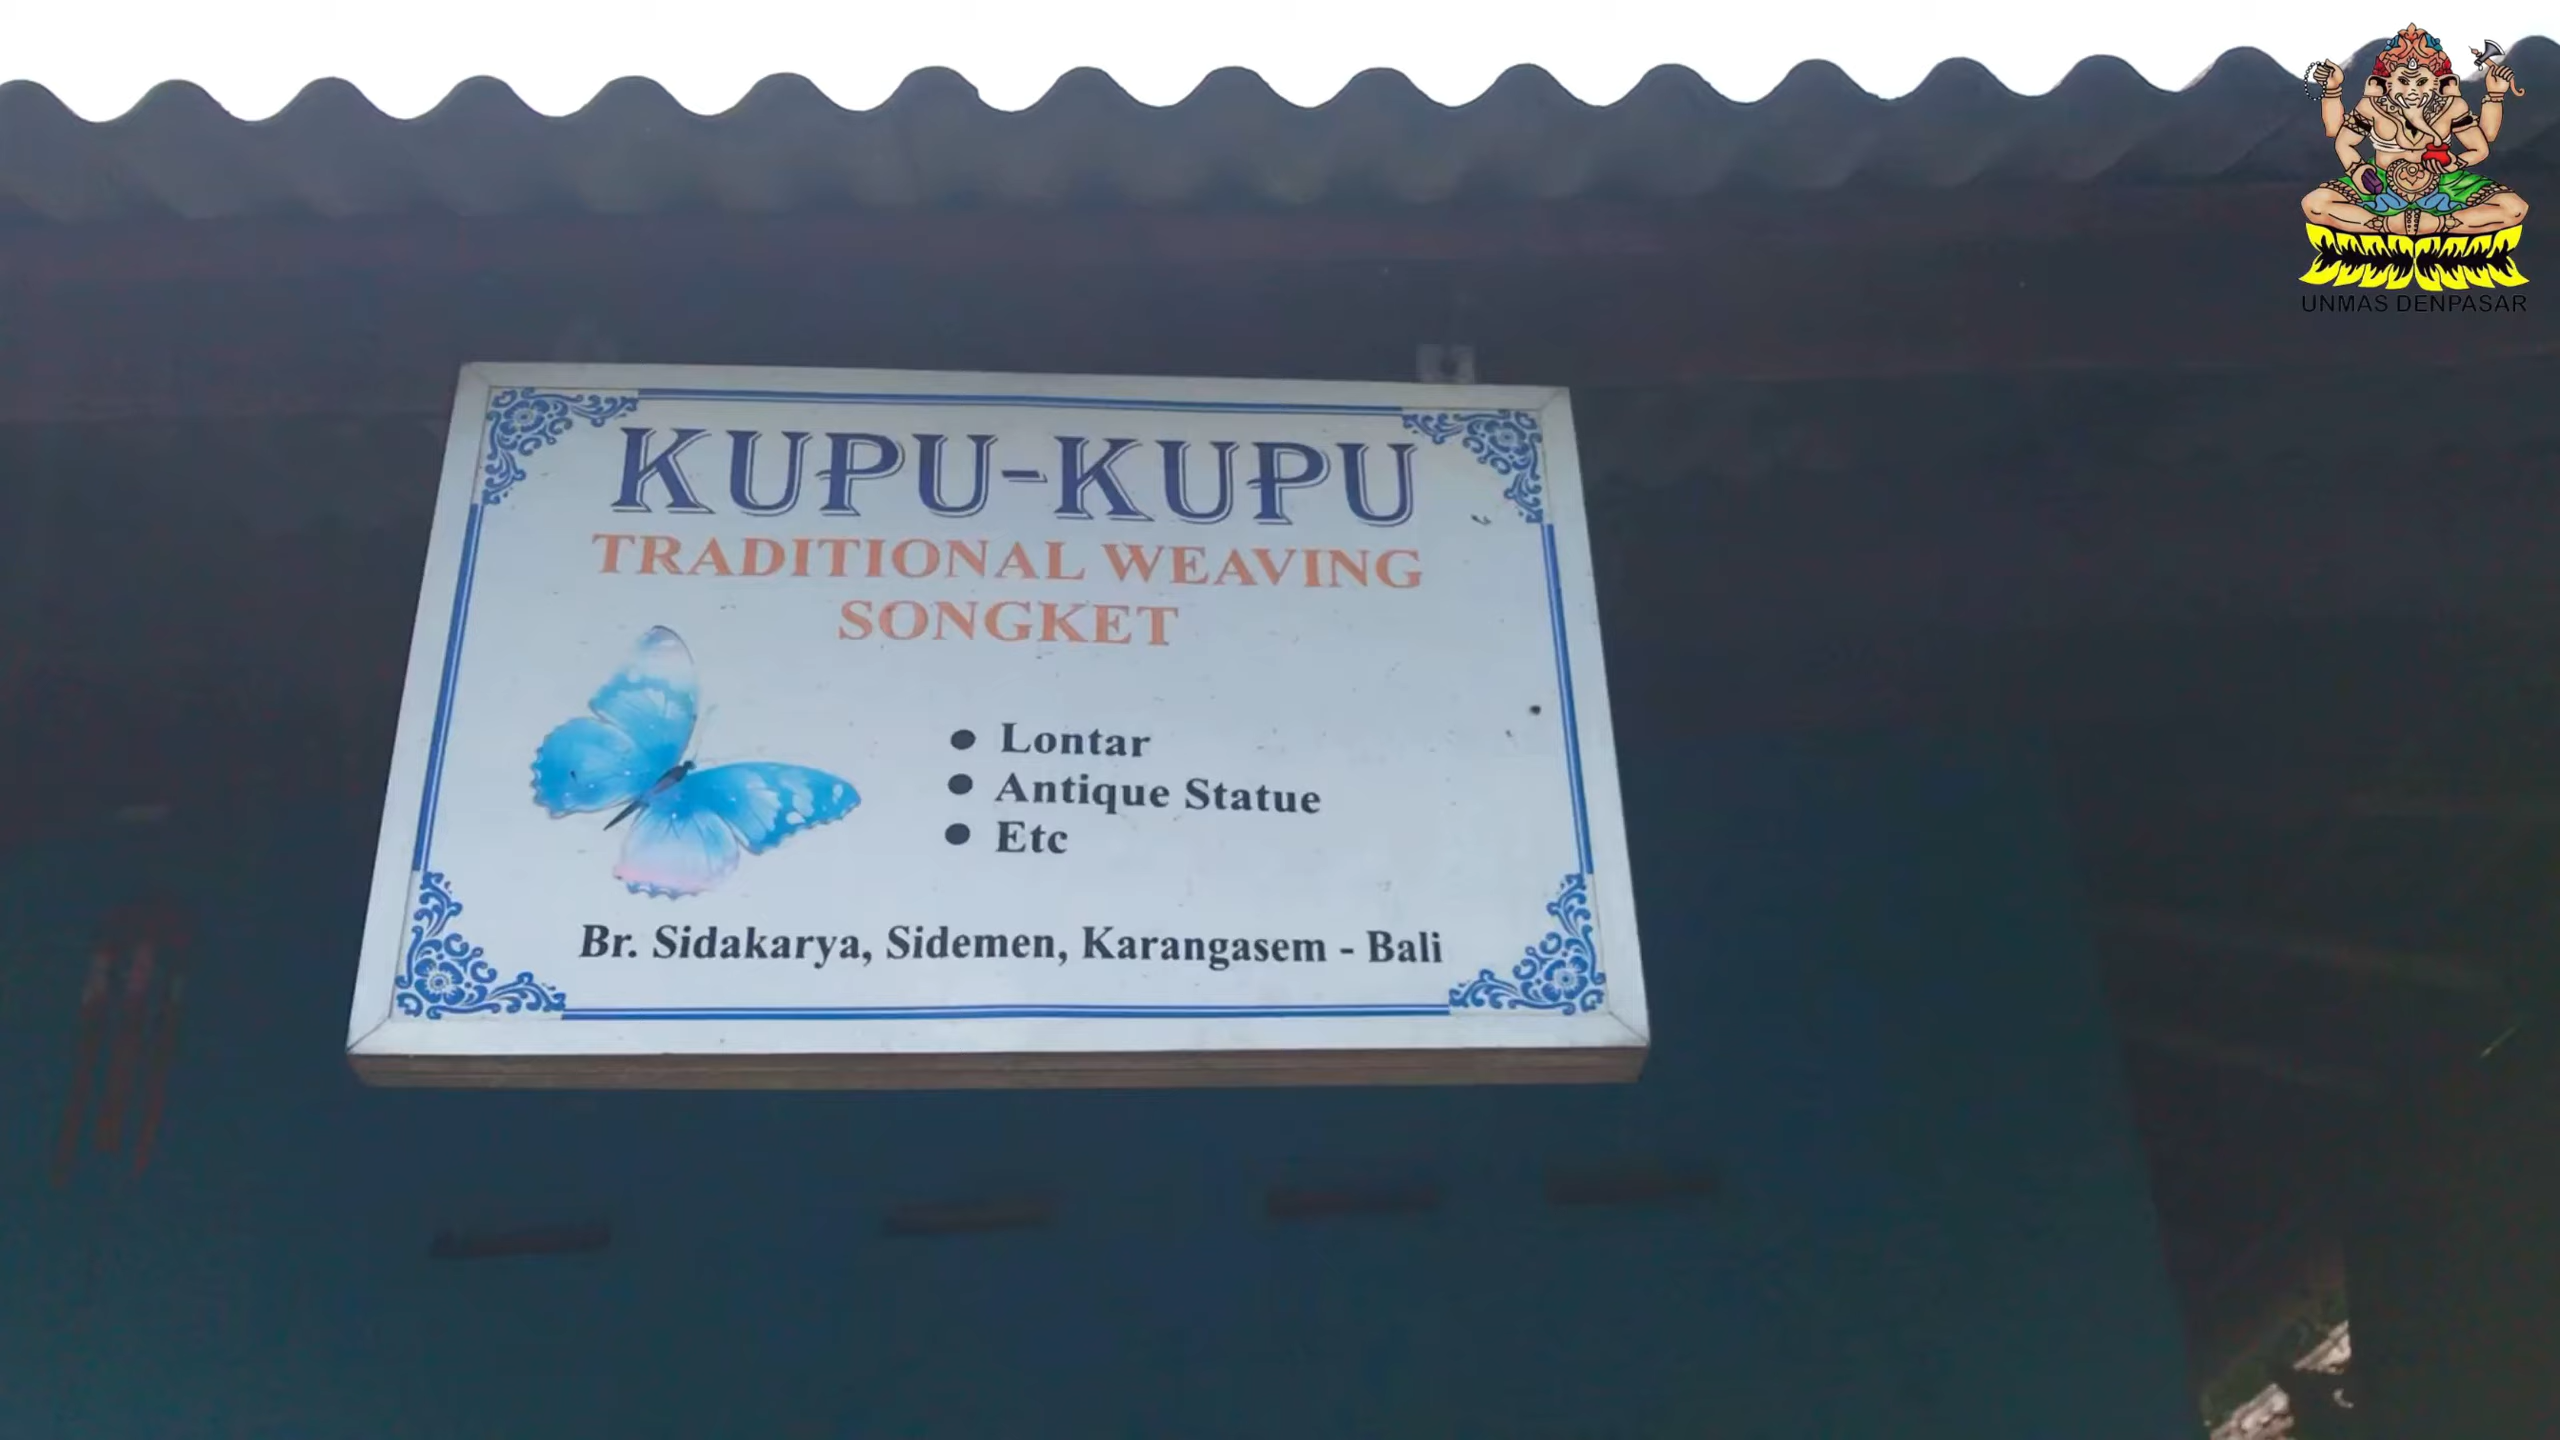 UNMAS DENPASAR
KUPU-KUPU
TRADITIONAL WEAVING
SONGKET
• Lontar
• Antique Statue
• Etc
Br. Sidakarya, Sidemen, Karangasem - Bali